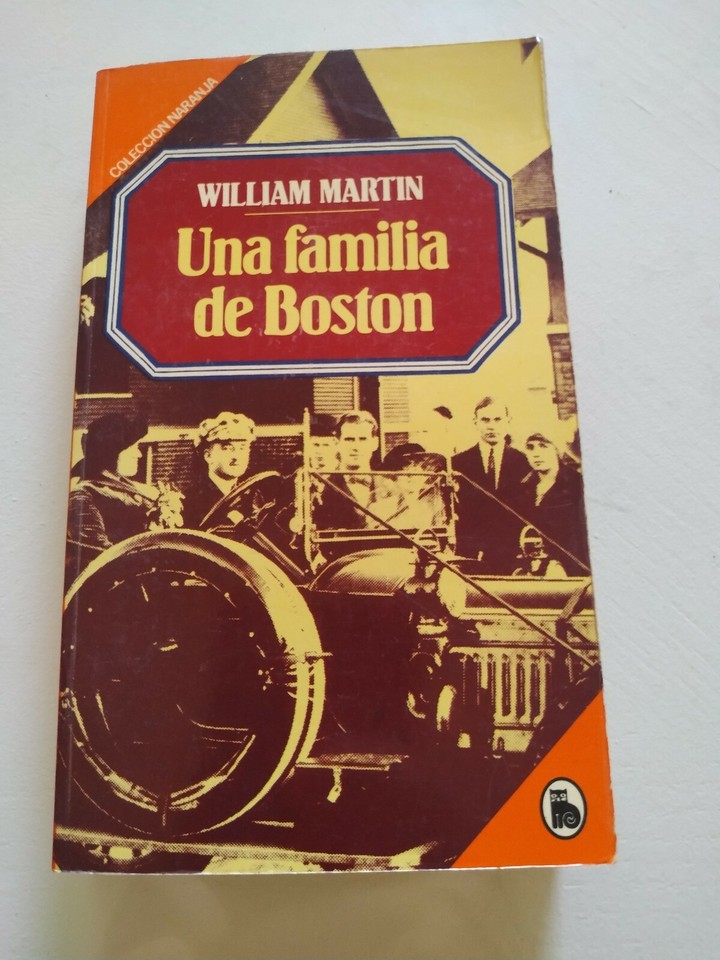 COLECCION NARANJA
WILLIAM MARTIN
Una familia
de Boston